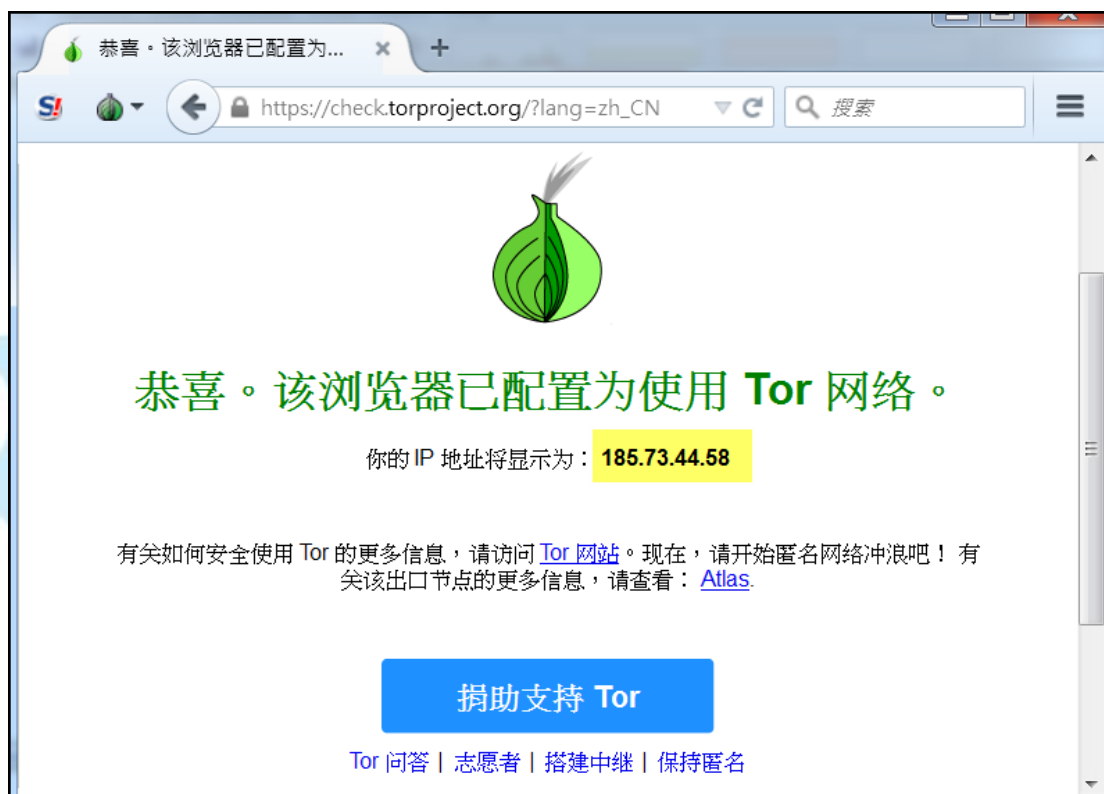 恭喜。该浏览器已配置为...
S!
https://check.torproject.org/?lang=zh_CN
搜索
恭喜。该浏览器已配置为使用 Tor 网络。
你的 IP 地址将显示为：185.73.44.58
有关如何安全使用 Tor 的更多信息，请访问 Tor 网站。现在，请开始匿名网络冲浪吧！ 有
关该出口节点的更多信息，请查看： Atlas.
捐助支持 Tor
Tor 问答 | 志愿者 | 搭建中继 | 保持匿名